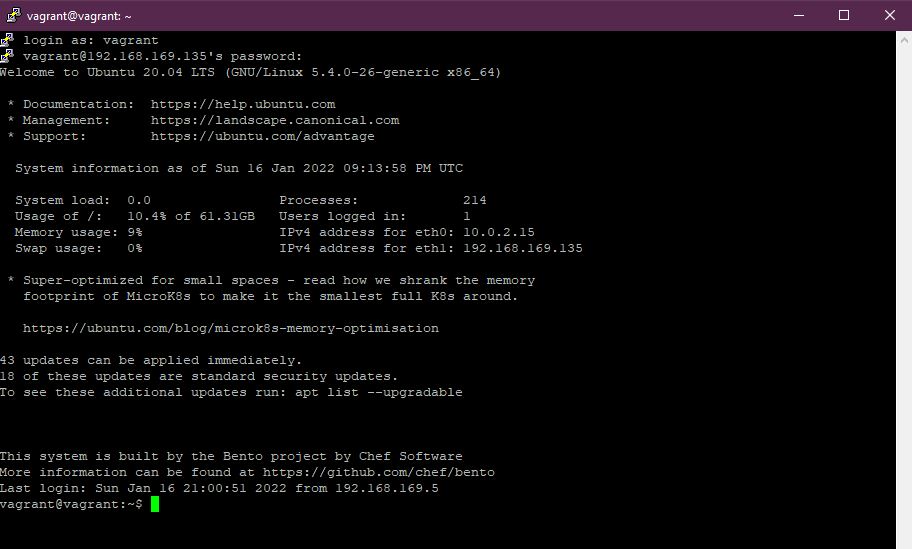 vagrant@vagrant: ~
login as: vagrant
vagrant@192.168.169.135's password:
Welcome to Ubuntu 20.04 LTS (GNU/Linux 5.4.0-26-generic x86_64)

 * Documentation:  https://help.ubuntu.com
 * Management:     https://landscape.canonical.com
 * Support:        https://ubuntu.com/advantage

  System information as of Sun 16 Jan 2022 09:13:58 PM UTC

  System load:  0.0                Processes:             214
  Usage of /:   10.4% of 61.31GB   Users logged in:       1
  Memory usage: 9%                 IPv4 address for eth0: 10.0.2.15
  Swap usage:   0%                 IPv4 address for eth1: 192.168.169.135

 * Super-optimized for small spaces - read how we shrank the memory
   footprint of MicroK8s to make it the smallest full K8s around.

   https://ubuntu.com/blog/microk8s-memory-optimisation

43 updates can be applied immediately.
18 of these updates are standard security updates.
To see these additional updates run: apt list --upgradable

This system is built by the Bento project by Chef Software
More information can be found at https://github.com/chef/bento
Last login: Sun Jan 16 21:00:51 2022 from 192.168.169.5
vagrant@vagrant:~$